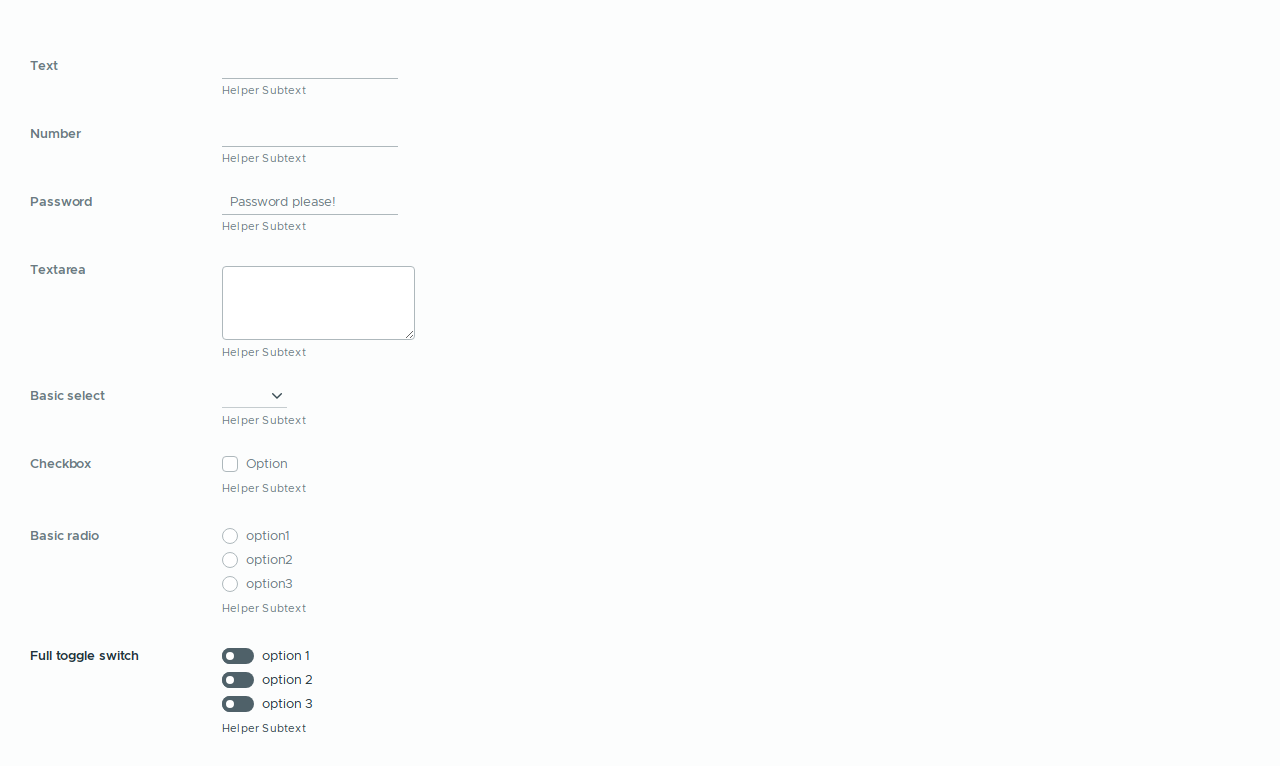 Text
Helper Subtext
Number
Helper Subtext
Password
Password please!
Helper Subtext
Textarea
Helper Subtext
Basic select
Helper Subtext
Checkbox
Option
Helper Subtext
Basic radio
option1
option2
option3
Helper Subtext
Full toggle switch
option 1
option 2
option 3
Helper Subtext